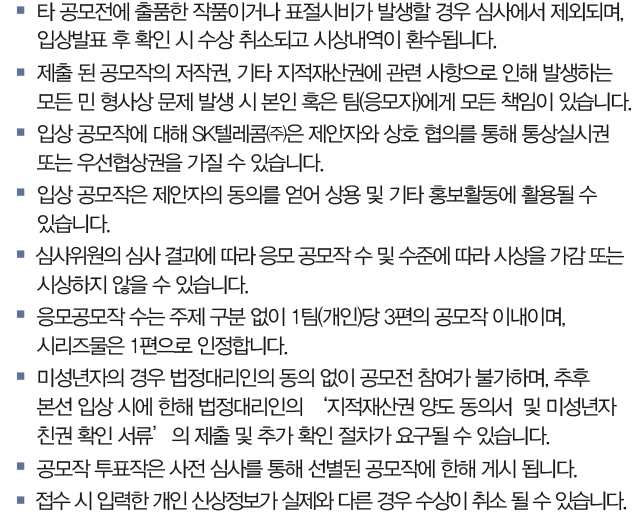 ▪ 타 공모전에 출품한 작품이거나 표절시비가 발생할 경우 심사에서 제외되며,
입상발표 후 확인 시 수상 취소되고 시상내역이 환수됩니다.
▪ 제출 된 공모작의 저작권, 기타 지적재산권에 관련 사항으로 인해 발생하는
모든 민 형사상 문제 발생 시 본인 혹은 팀(응모자)에게 모든 책임이 있습니다.
▪ 입상 공모작에 대해 SK텔레콤㈜은 제안자와 상호 협의를 통해 통상실시권
또는 우선협상권을 가질 수 있습니다.
▪ 입상 공모작은 제안자의 동의를 얻어 상용 및 기타 홍보활동에 활용될 수
있습니다.
▪ 심사위원의 심사 결과에 따라 응모 공모작 수 및 수준에 따라 시상을 가감 또는
시상하지 않을 수 있습니다.
▪ 응모공모작 수는 주제 구분 없이 1팀(개인)당 3편의 공모작 이내이며,
시리즈물은 1편으로 인정합니다.
▪ 미성년자의 경우 법정대리인의 동의 없이 공모전 참여가 불가하며, 추후
본선 입상 시에 한해 법정대리인의 ‘지적재산권 양도 동의서 및 미성년자
친권 확인 서류’ 의 제출 및 추가 확인 절차가 요구될 수 있습니다.
▪ 공모작 투표작은 사전 심사를 통해 선별된 공모작에 한해 게시 됩니다.
▪ 접수 시 입력한 개인 신상정보가 실제와 다른 경우 수상이 취소 될 수 있습니다.